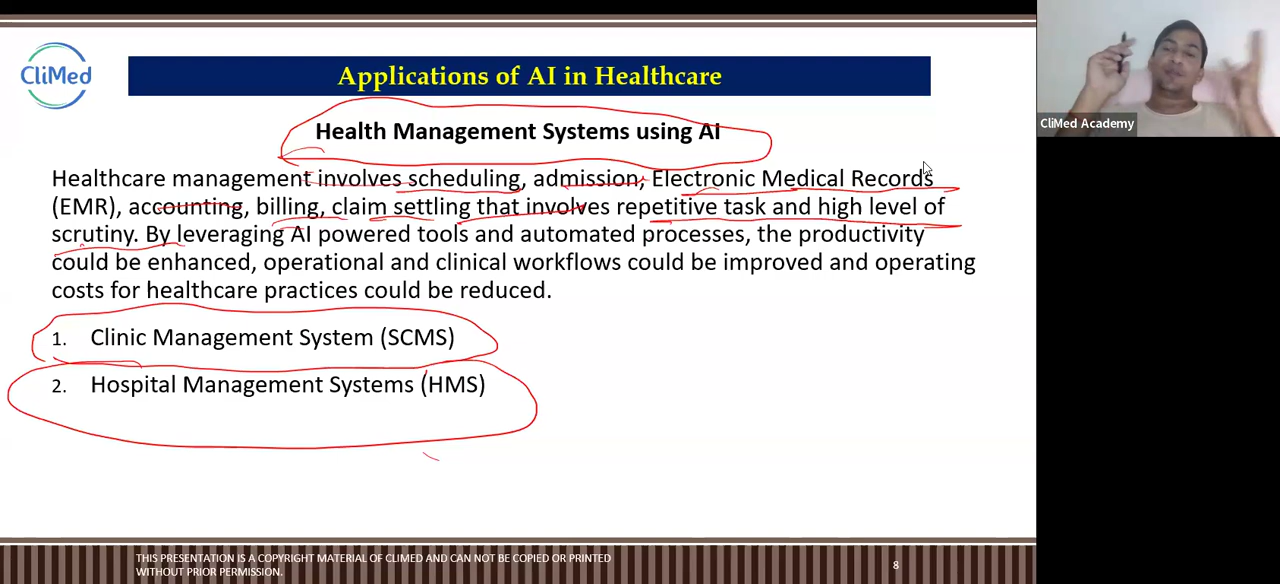 CliMed
Applications of AI in Healthcare
CliMed Academy
Health Management Systems using AI
Healthcare management involves scheduling, admission, Electronic Medical Records
(EMR), accounting, billing, claim settling that involves repetitive task and high level of
scrutiny. By leveraging AI powered tools and automated processes, the productivity
could be enhanced, operational and clinical workflows could be improved and operating
costs for healthcare practices could be reduced.
1. Clinic Management System (SCMS)
2. Hospital Management Systems (HMS)
THIS PRESENTATION IS A COPYRIGHT MATERIAL OF CLIMED AND CAN NOT BE COPIED OR PRINTED
WITHOUT PRIOR PERMISSION.
8